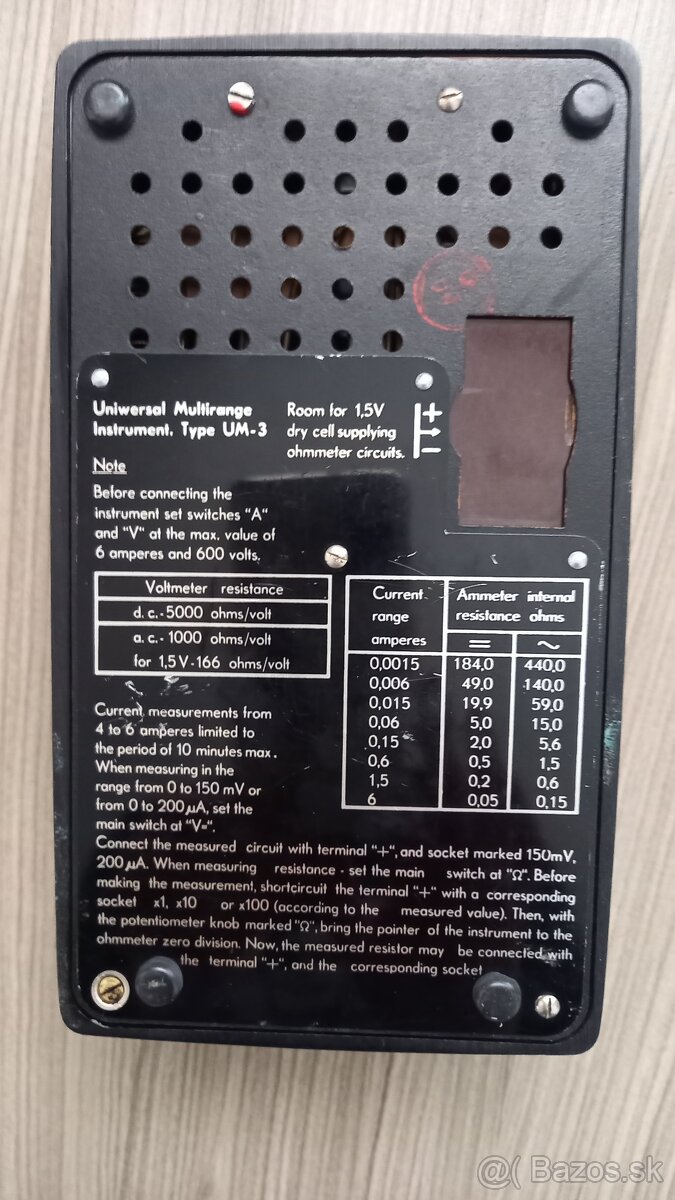 Uniwersal Multirange
Instrument. Type UM-3
Room for 1,5V
dry cell supplying
ohmmeter circuits.
+
−
Note
Before connecting the
instrument set switches "A"
and "V" at the max. value of
6 amperes and 600 volts.
Voltmeter resistance
d. c.-5000 ohms/volt
a.c.- 1000 ohms/volt
for 1,5V-166 ohms/volt
Current range amperes | Ammeter internal resistance ohms
= | ~
0,0015 | 184,0 | 440,0
0,006 | 49,0 | 140,0
0,015 | 19,9 | 59,0
0,06 | 5,0 | 15,0
0,15 | 2,0 | 5,6
0,6 | 0,5 | 1,5
1,5 | 0,2 | 0,6
6 | 0,05 | 0,15
Current measurements from
4 to 6 amperes limited to
the period of 10 minutes max.
When measuring in the
range from 0 to 150 mV or
from 0 to 200 μA, set the
main switch at "V=".
Connect the measured circuit with terminal "+", and socket marked 150mV,
200 μA. When measuring resistance - set the main switch at "Ω". Before
making the measurement, shortcircuit the terminal "+" with a corresponding
socket x1, x10 or x100 (according to the measured value). Then, with
the potentiometer knob marked "Ω", bring the pointer of the instrument to the
ohmmeter zero division. Now, the measured resistor may be connected with
the terminal "+", and the corresponding socket
@( Bazos.sk